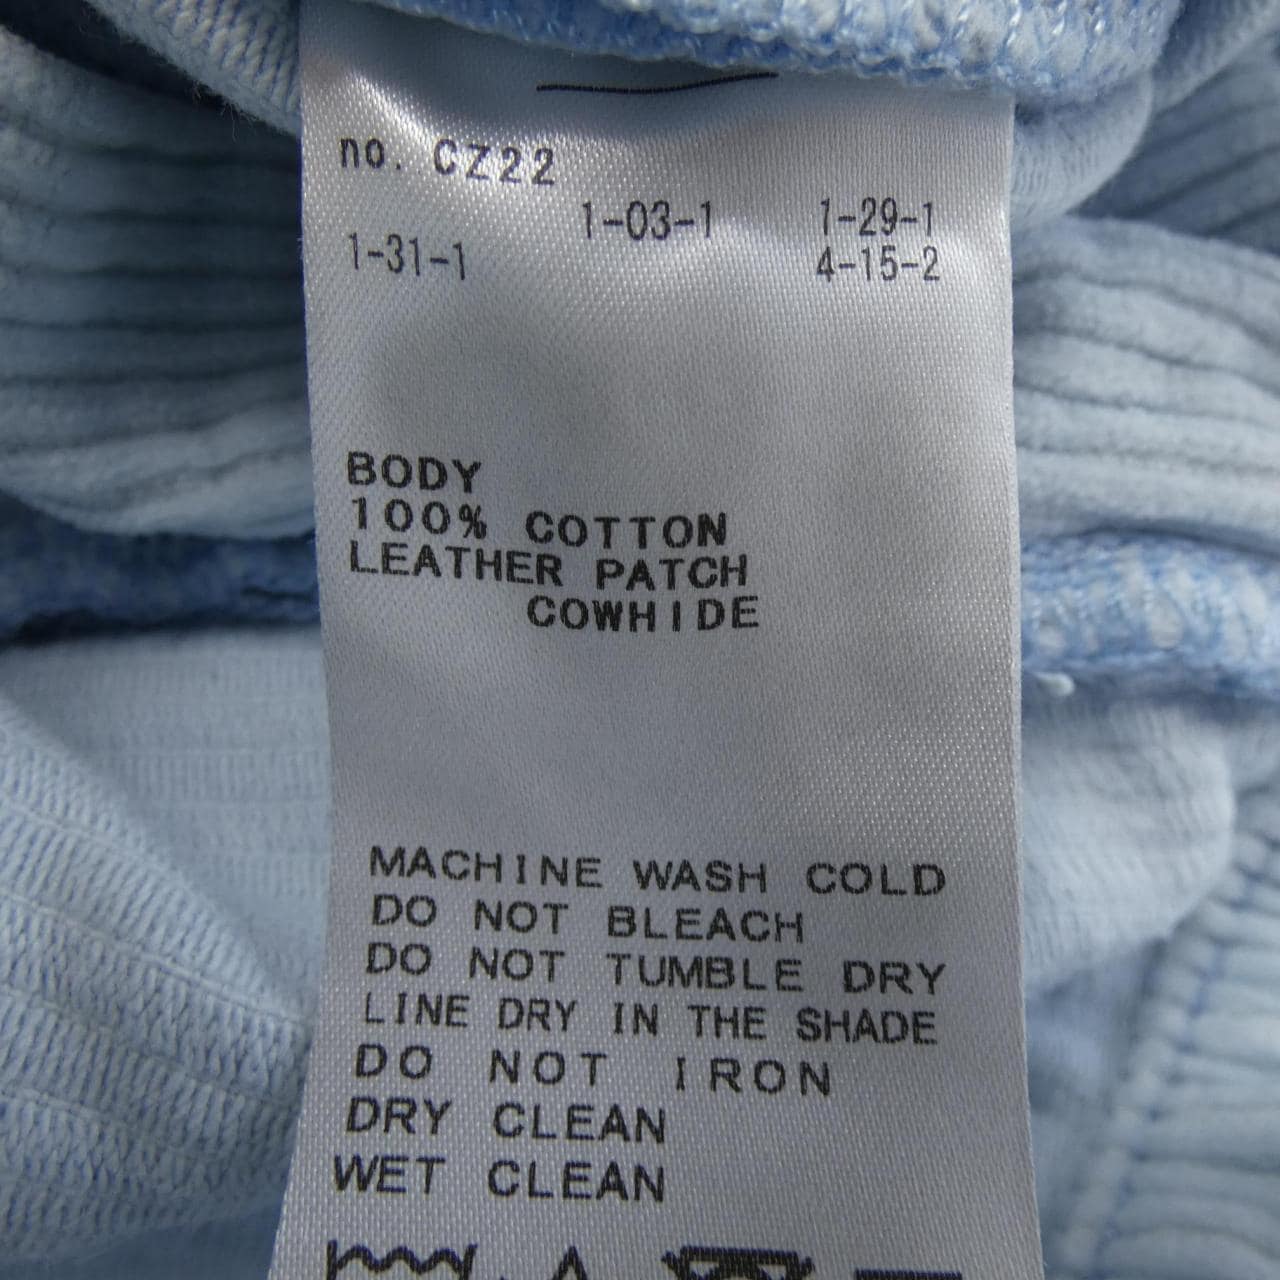 no. CZ22
1-03-1 1-29-1
1-31-1 4-15-2
BODY
100% COTTON
LEATHER PATCH
COWHIDE
MACHINE WASH COLD
DO NOT BLEACH
DO NOT TUMBLE DRY
LINE DRY IN THE SHADE
DO NOT IRON
DRY CLEAN
WET CLEAN